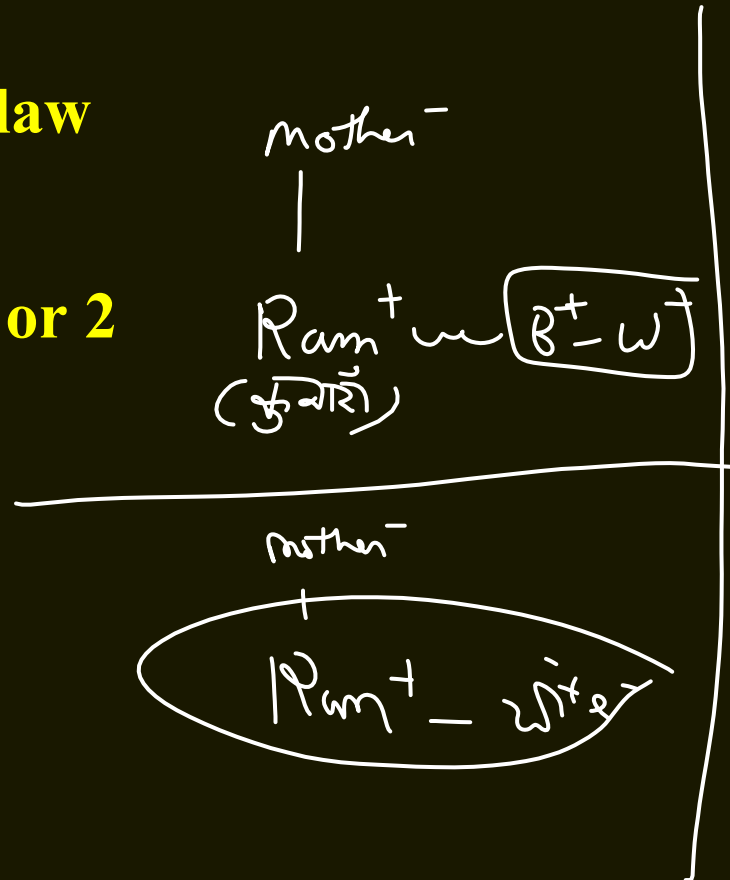 law
mother -
or 2
Ram + B + - W -
(कुंवारा)
mother -
Ram + - wife -